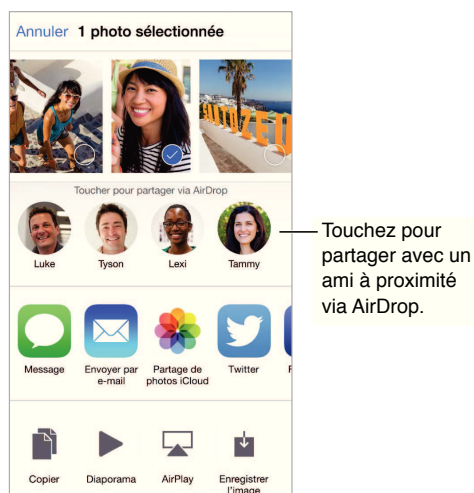 Annuler 1 photo sélectionnée
SANTOZEU
Toucher pour partager via AirDrop
Luke Tyson Lexi Tammy
Touchez pour
partager avec un
ami à proximité
via AirDrop.
Message Envoyer par Partage de Twitter
e-mail photos iCloud
Copier Diaporama AirPlay Enregistrer
l'image